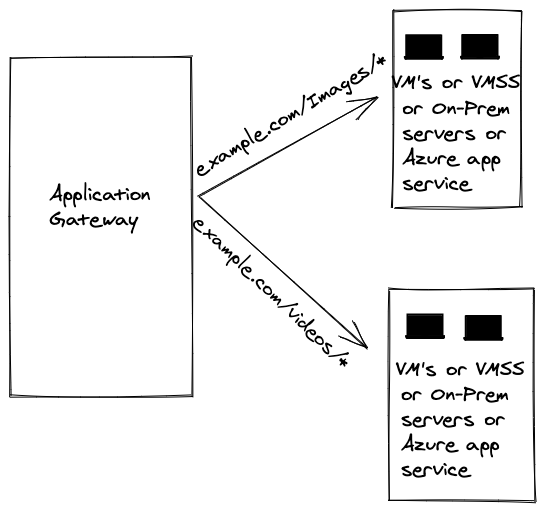 Application
Gateway
example.com/Images/*
VM's or VMSS
or On-Prem
servers or
Azure app
service
example.com/videos/*
VM's or VMSS
or On-Prem
servers or
Azure app
service